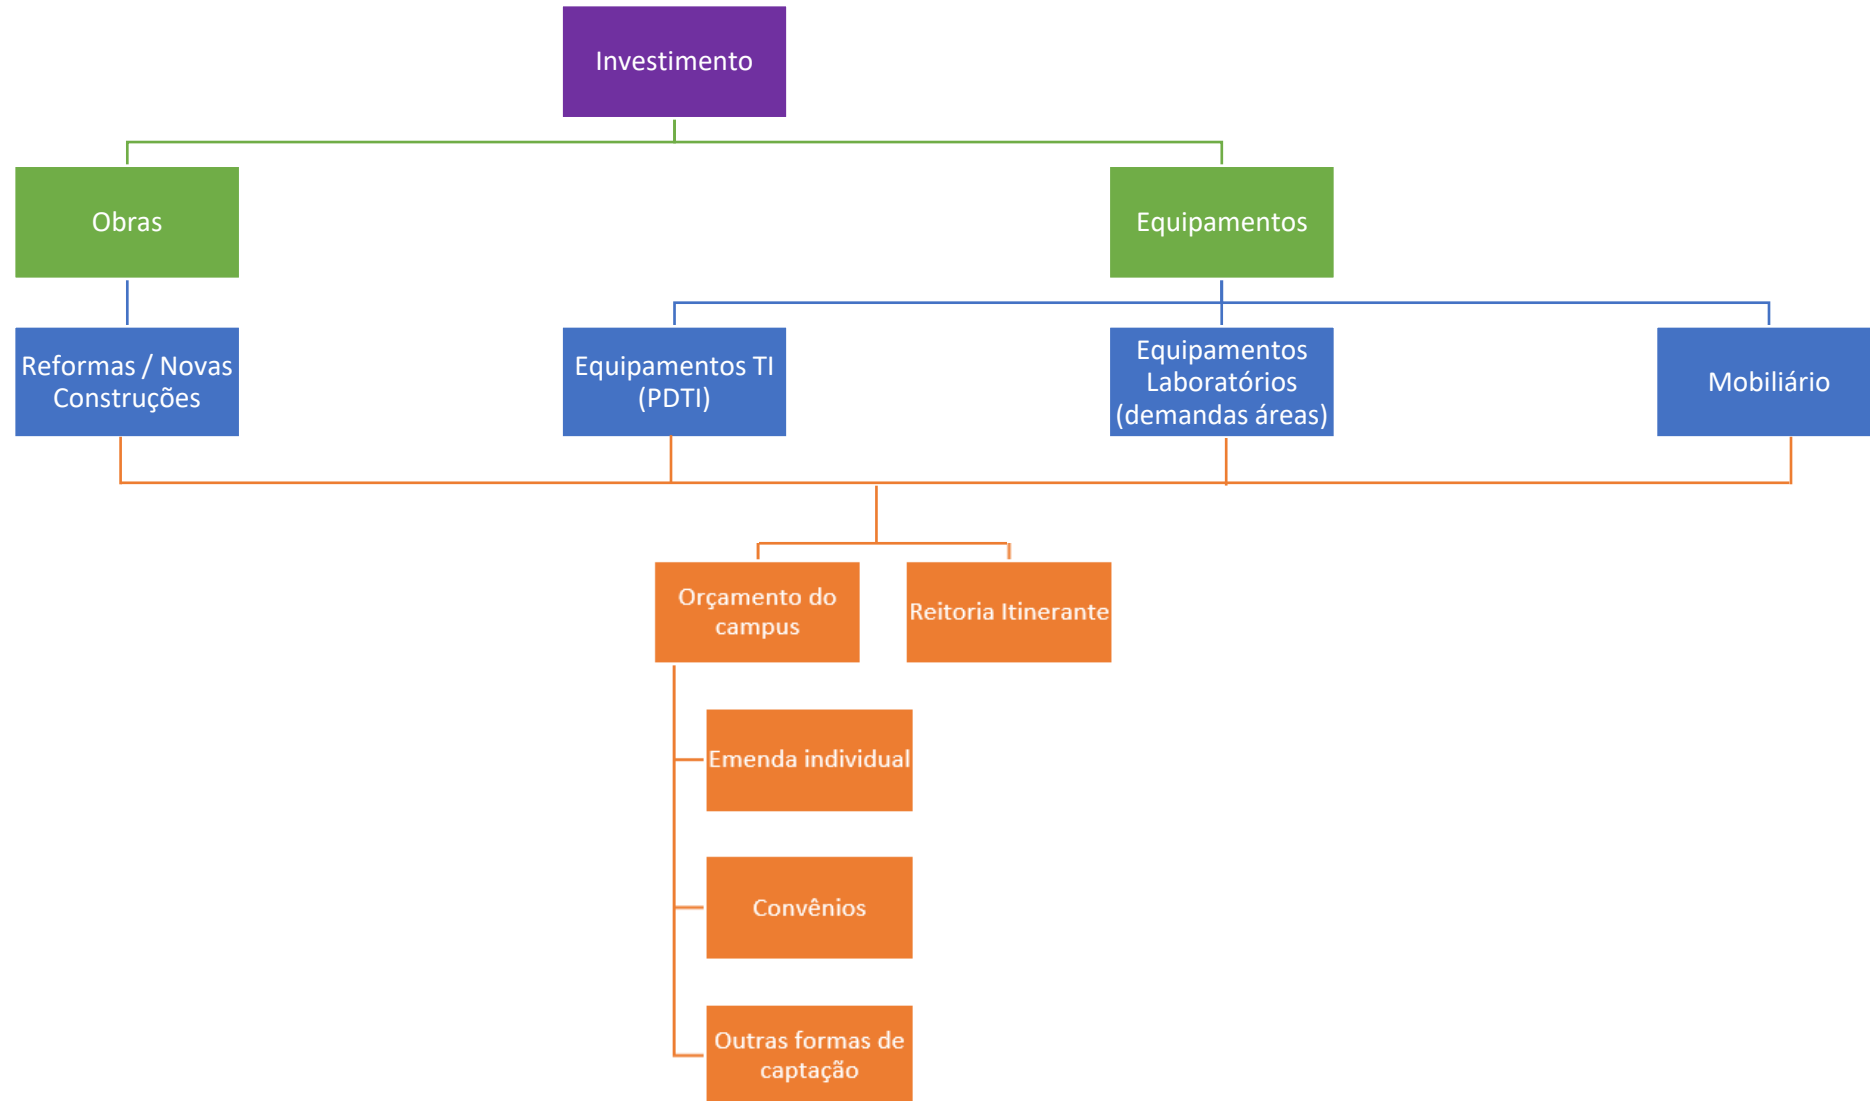 Investimento
Obras
Equipamentos
Reformas / Novas
Construções
Equipamentos TI
(PDTI)
Equipamentos
Laboratórios
(demandas áreas)
Mobiliário
Orçamento do
campus
Reitoria Itinerante
Emenda individual
Convênios
Outras formas de
captação